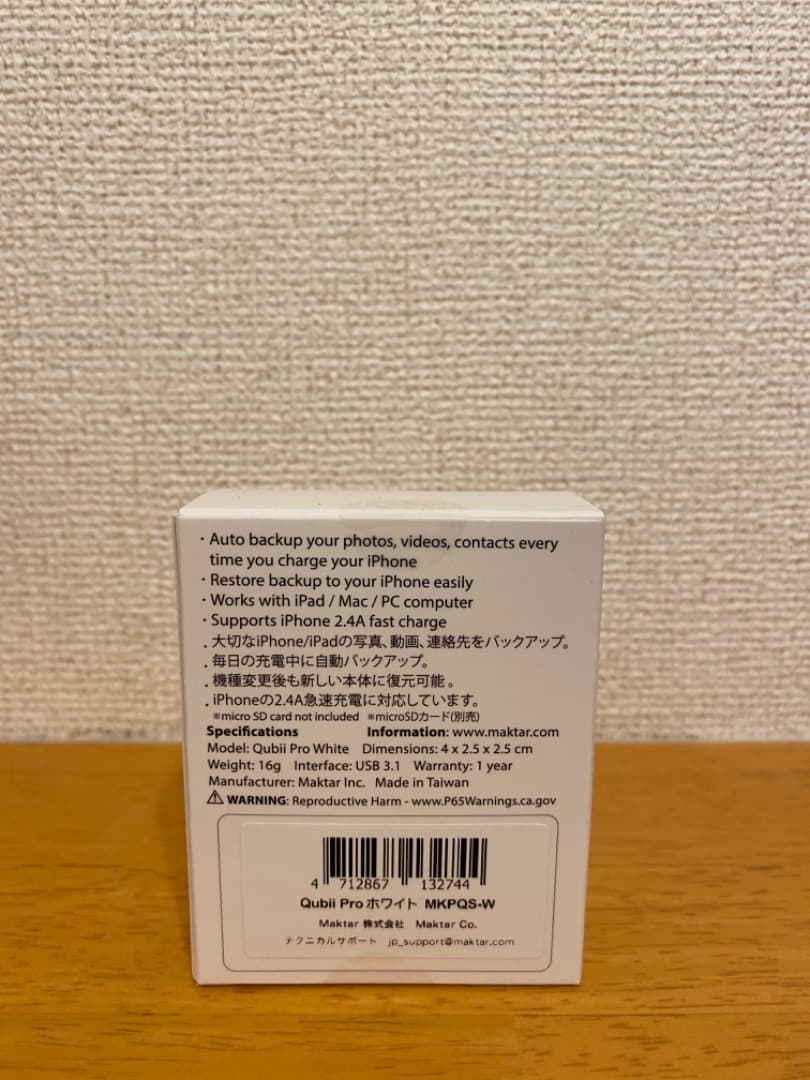 · Auto backup your photos, videos, contacts every
time you charge your iPhone
· Restore backup to your iPhone easily
· Works with iPad / Mac / PC computer
· Supports iPhone 2.4A fast charge
. 大切なiPhone/iPadの写真、動画、連絡先をバックアップ。
. 毎日の充電中に自動バックアップ。
. 機種変更後も新しい本体に復元可能 。
. iPhoneの2.4A急速充電に対応しています。
※micro SD card not included ※microSDカード(別売)
Specifications Information: www.maktar.com
Model: Qubii Pro White Dimensions: 4 x 2.5 x 2.5 cm
Weight: 16g Interface: USB 3.1 Warranty: 1 year
Manufacturer: Maktar Inc. Made in Taiwan
⚠ WARNING: Reproductive Harm - www.P65Warnings.ca.gov
4 712867 132744
Qubii Pro ホワイト MKPQS-W
Maktar 株式会社 Maktar Co.
テクニカルサポート jp_support@maktar.com